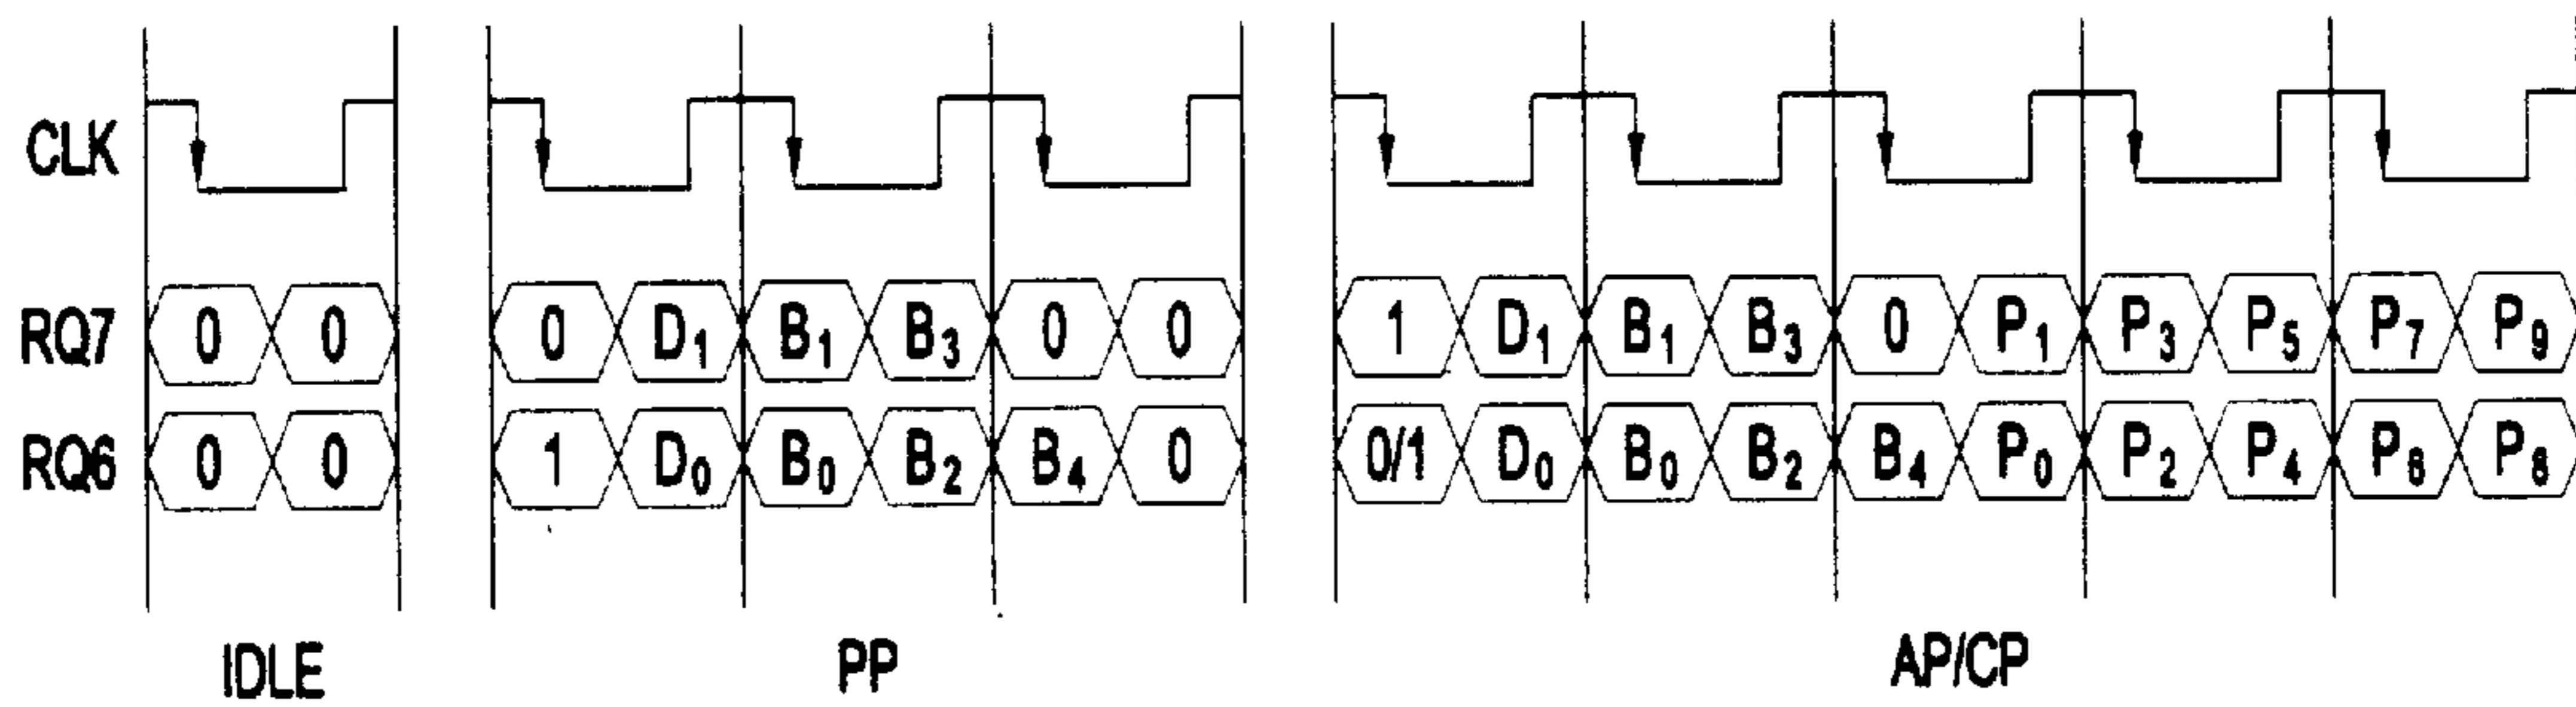 CLK
RQ7 0 0 0 D1 B1 B3 0 0 1 D1 B1 B3 0 P1 P3 P5 P7 P9
RQ6 0 0 1 D0 B0 B2 B4 0 0/1 D0 B0 B2 B4 P0 P2 P4 P6 P8
IDLE PP AP/CP